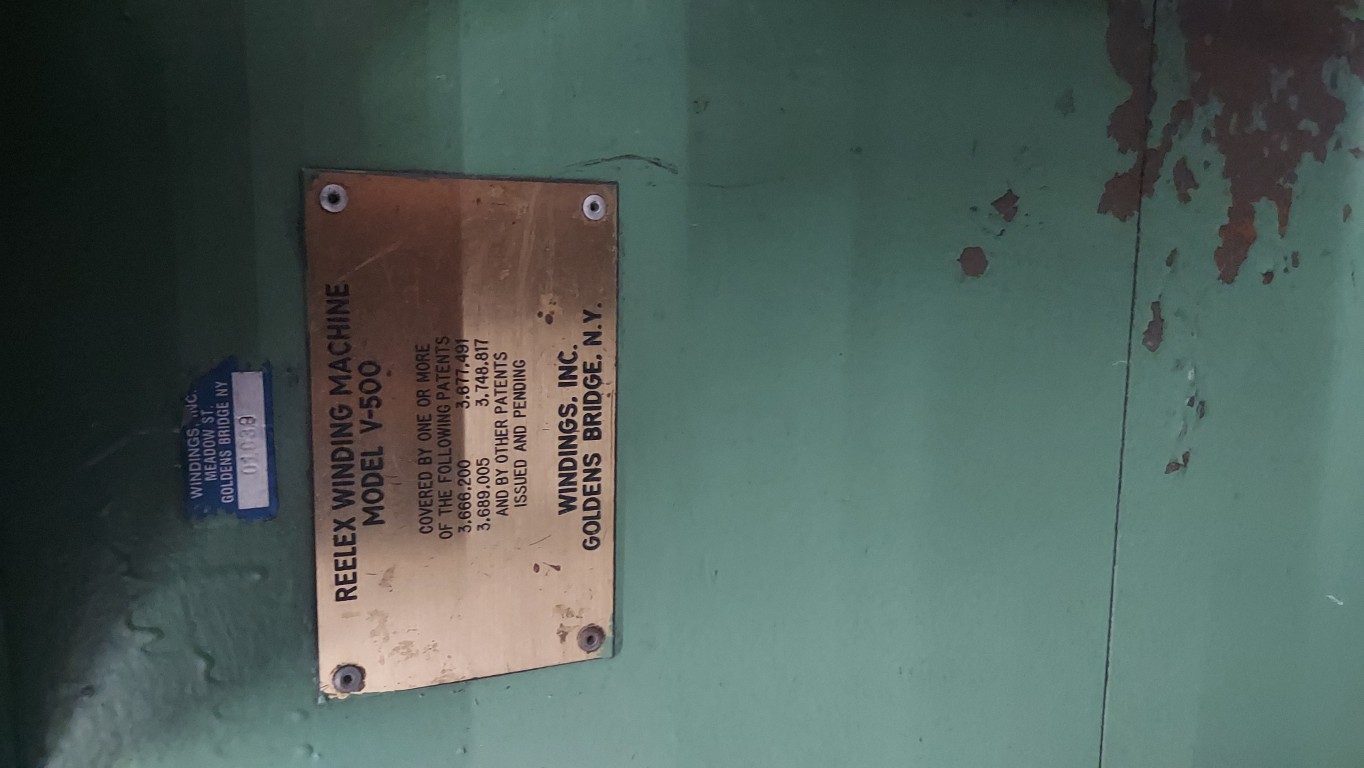 WINDINGS, INC.
MEADOW ST.
GOLDENS BRIDGE NY
01039
REELEX WINDING MACHINE
MODEL V-500
COVERED BY ONE OR MORE
OF THE FOLLOWING PATENTS
3,666,200 3,677,491
3,689,005 3,748,817
AND BY OTHER PATENTS
ISSUED AND PENDING
WINDINGS, INC.
GOLDENS BRIDGE, N.Y.